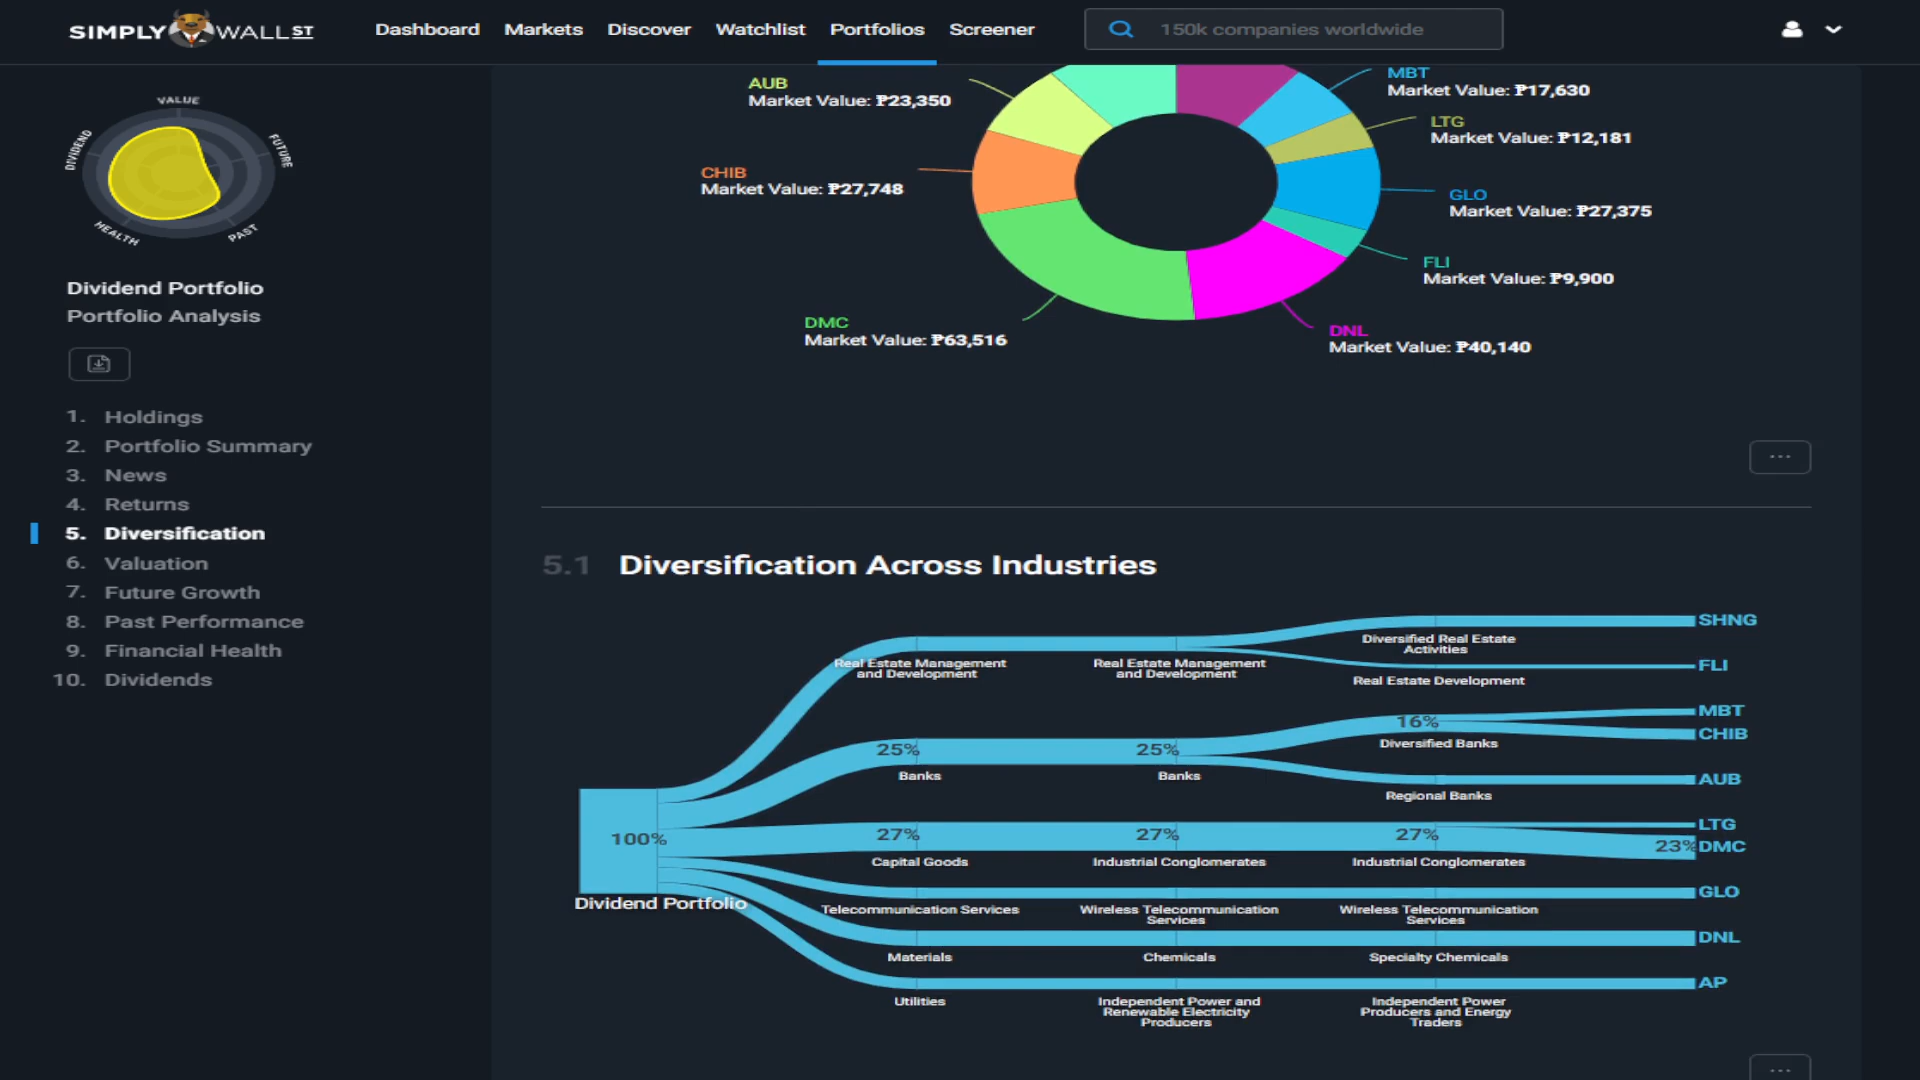 SIMPLY WALL ST
Dashboard
Markets
Discover
Watchlist
Portfolios
Screener
150k companies worldwide
VALUE
FUTURE
PAST
HEALTH
DIVIDEND
Dividend Portfolio
Portfolio Analysis
1. Holdings
2. Portfolio Summary
3. News
4. Returns
5. Diversification
6. Valuation
7. Future Growth
8. Past Performance
9. Financial Health
10. Dividends
AUB
Market Value: ₱23,350
CHIB
Market Value: ₱27,748
DMC
Market Value: ₱63,516
MBT
Market Value: ₱17,630
LTG
Market Value: ₱12,181
GLO
Market Value: ₱27,375
FLI
Market Value: ₱9,900
DNL
Market Value: ₱40,140
5.1 Diversification Across Industries
100%
Dividend Portfolio
Real Estate Management
and Development
Real Estate Management
and Development
Diversified Real Estate
Activities
SHNG
Real Estate Development
FLI
25%
Banks
25%
Banks
16%
Diversified Banks
MBT
CHIB
Regional Banks
AUB
27%
Capital Goods
27%
Industrial Conglomerates
27%
Industrial Conglomerates
LTG
23%
DMC
Telecommunication Services
Wireless Telecommunication
Services
Wireless Telecommunication
Services
GLO
Materials
Chemicals
Specialty Chemicals
DNL
Utilities
Independent Power and
Renewable Electricity
Producers
Independent Power
Producers and Energy
Traders
AP